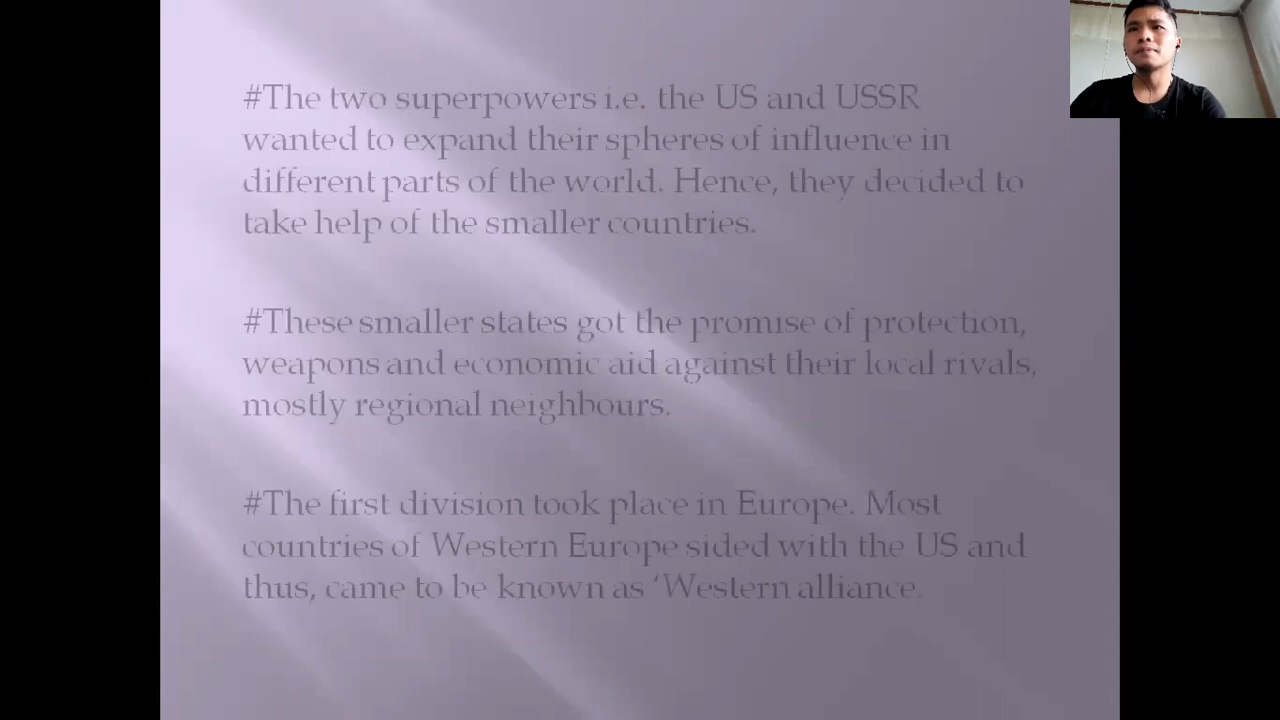 #The two superpowers i.e. the US and USSR
wanted to expand their spheres of influence in
different parts of the world. Hence, they decided to
take help of the smaller countries.
#These smaller states got the promise of protection,
weapons and economic aid against their local rivals,
mostly regional neighbours.
#The first division took place in Europe. Most
countries of Western Europe sided with the US and
thus, came to be known as ‘Western alliance.